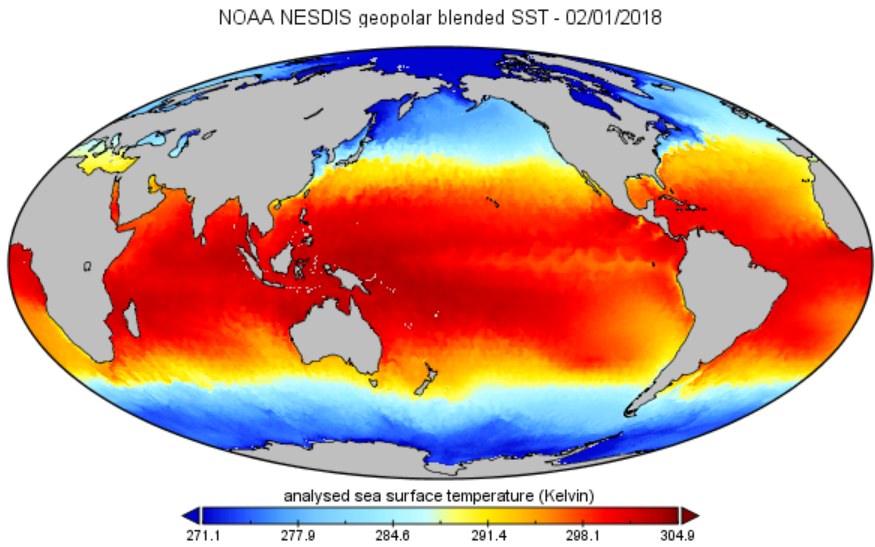 NOAA NESDIS geopolar blended SST - 02/01/2018
analysed sea surface temperature (Kelvin)
271.1 277.9 284.6 291.4 298.1 304.9